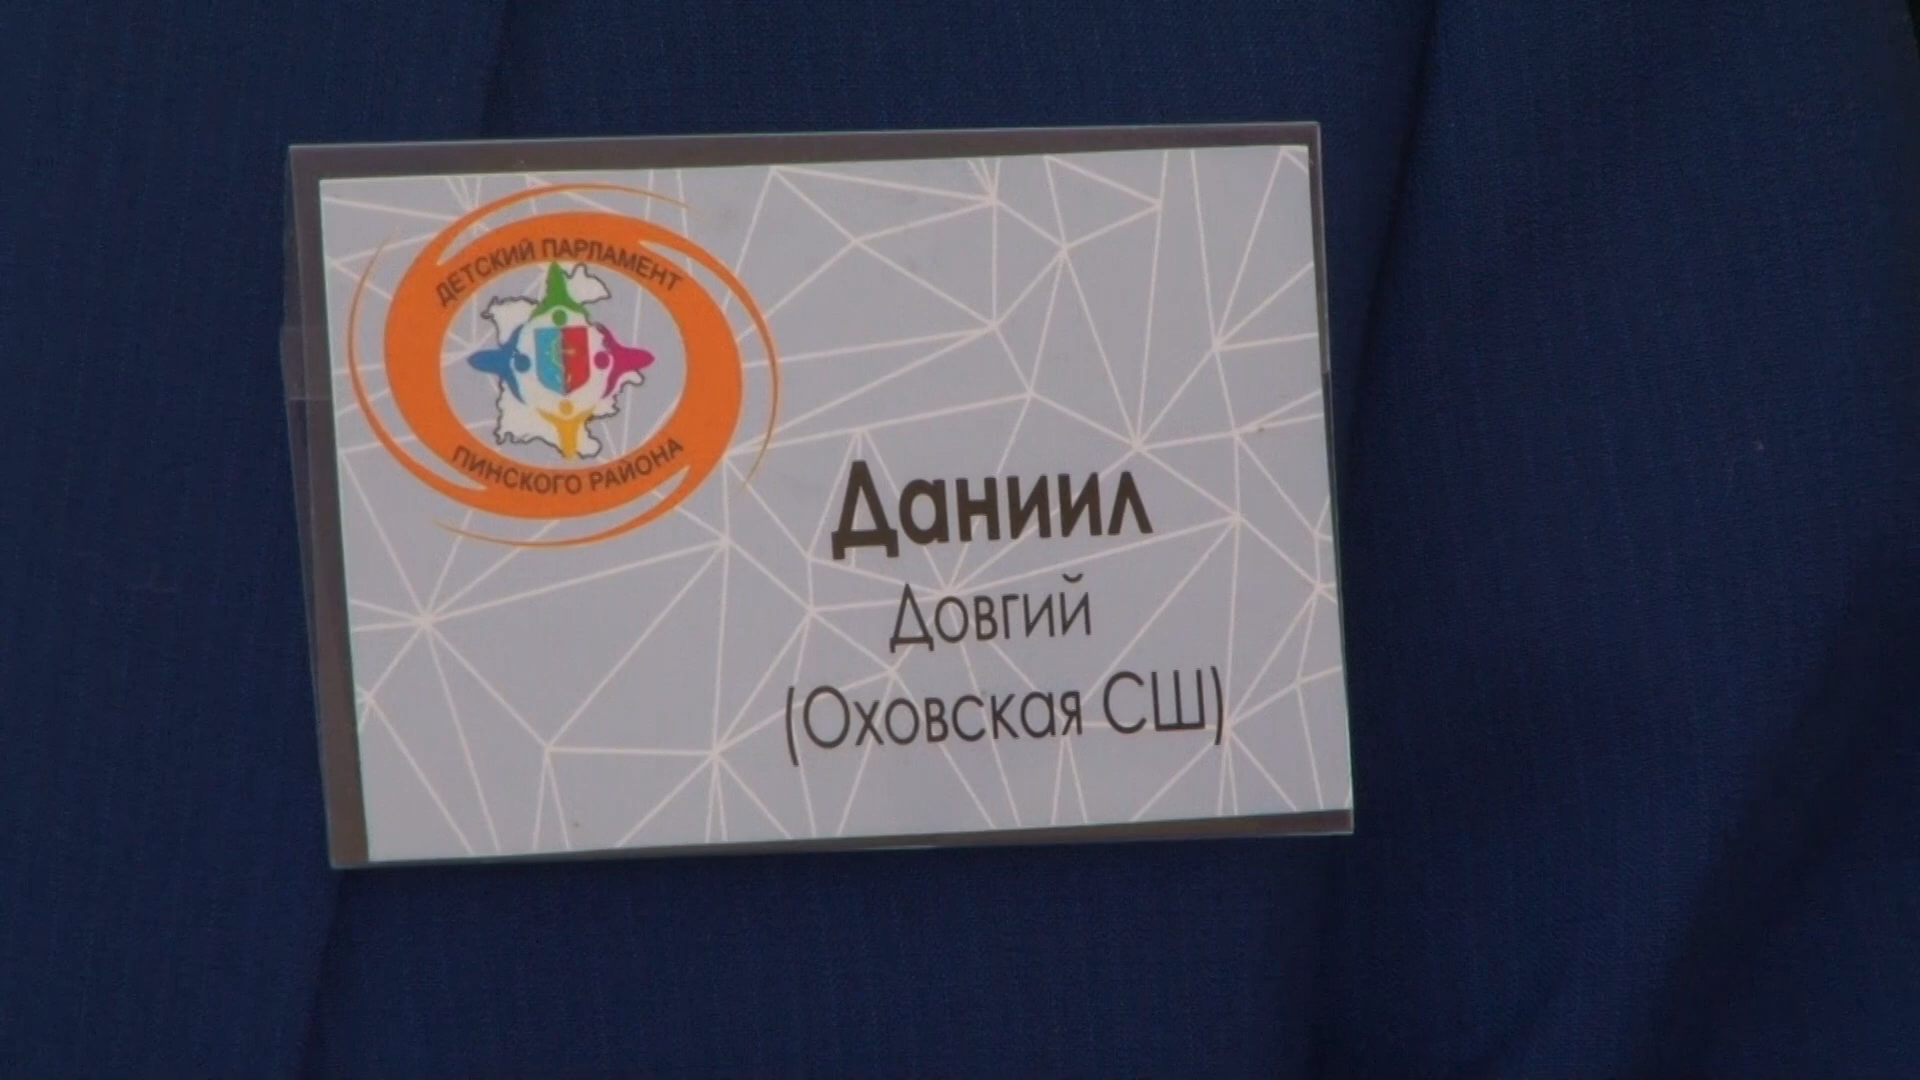 ДЕТСКИЙ ПАРЛАМЕНТ
ПИНСКОГО РАЙОНА
Даниил
Довгий
(Оховская СШ)